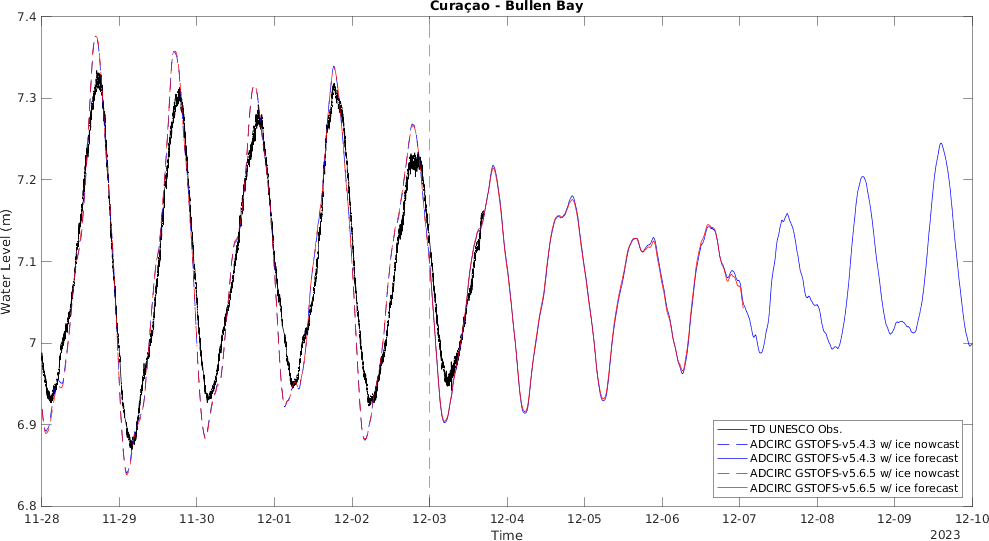 Curaçao - Bullen Bay
Water Level (m)
7.4
7.3
7.2
7.1
7
6.9
6.8
11-28
11-29
11-30
12-01
12-02
12-03
12-04
12-05
12-06
12-07
12-08
12-09
12-10
Time
2023
TD UNESCO Obs.
ADCIRC GSTOFS-v5.4.3 w/ ice nowcast
ADCIRC GSTOFS-v5.4.3 w/ ice forecast
ADCIRC GSTOFS-v5.6.5 w/ ice nowcast
ADCIRC GSTOFS-v5.6.5 w/ ice forecast